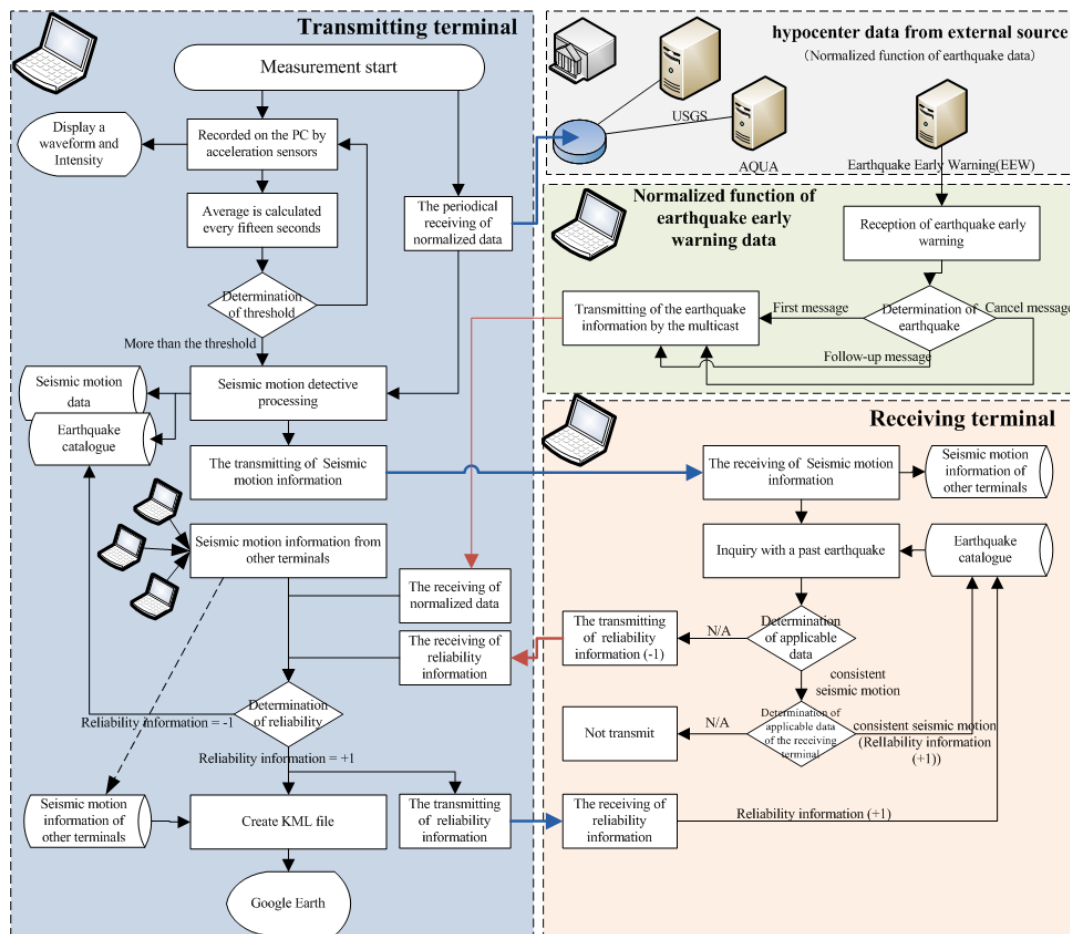 Transmitting terminal
Measurement start
Display a
waveform and
Intensity
Recorded on the PC by
acceleration sensors
Average is calculated
every fifteen seconds
The periodical
receiving of
normalized data
Determination
of threshold
More than the threshold
Seismic motion
data
Earthquake
catalogue
Seismic motion detective
processing
The transmitting of Seismic
motion information
Seismic motion information from
other terminals
The receiving of
normalized data
The receiving of
reliability
information
Determination
of reliability
Reliability information = -1
Reliability information = +1
Seismic motion
information of
other terminals
Create KML file
The transmitting
of reliability
information
Google Earth
hypocenter data from external source
(Normalized function of earthquake data)
USGS
AQUA
Earthquake Early Warning(EEW)
Normalized function of
earthquake early
warning data
Reception of earthquake early
warning
Transmitting of the earthquake
information by the multicast
First message
Determination of
earthquake
Cancel message
Follow-up message
Receiving terminal
The receiving of Seismic motion
information
Seismic motion
information of
other terminals
Inquiry with a past earthquake
Earthquake
catalogue
The transmitting
of reliability
information (-1)
N/A
Determination
of applicable
data
consistent
seismic motion
Not transmit
N/A
Determination of
applicable data
of the receiving
terminal
consistent seismic motion
(Rellability information
(+1))
The receiving of
reliability
information
Reliability information (+1)